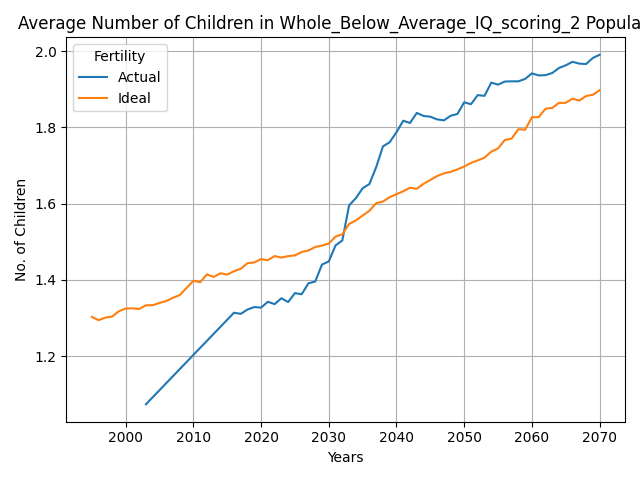 Average Number of Children in Whole_Below_Average_IQ_scoring_2 Popula
Fertility
Actual
Ideal
No. of Children
2.0
1.8
1.6
1.4
1.2
2000 2010 2020 2030 2040 2050 2060 2070
Years